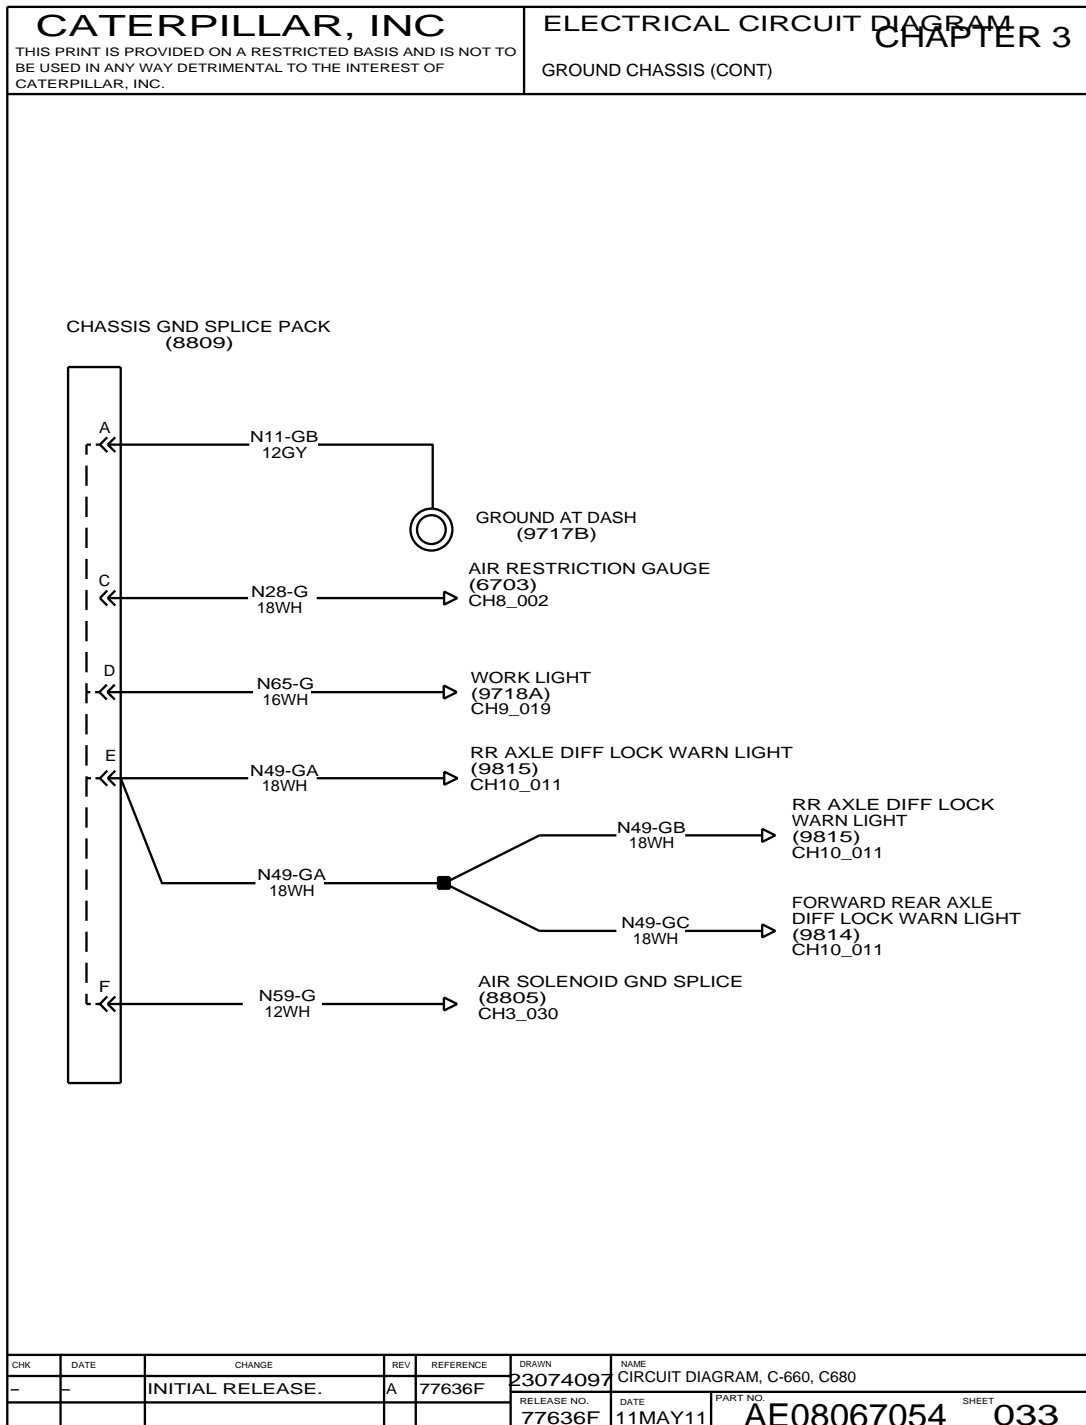 CATERPILLAR, INC
THIS PRINT IS PROVIDED ON A RESTRICTED BASIS AND IS NOT TO
BE USED IN ANY WAY DETRIMENTAL TO THE INTEREST OF
CATERPILLAR, INC.
ELECTRICAL CIRCUIT DIAGRAM
CHAPTER 3
GROUND CHASSIS (CONT)
CHASSIS GND SPLICE PACK
(8809)
A
N11-GB
12GY
GROUND AT DASH
(9717B)
C
N28-G
18WH
AIR RESTRICTION GAUGE
(6703)
CH8_002
D
N65-G
16WH
WORK LIGHT
(9718A)
CH9_019
E
N49-GA
18WH
RR AXLE DIFF LOCK WARN LIGHT
(9815)
CH10_011
N49-GA
18WH
N49-GB
18WH
RR AXLE DIFF LOCK
WARN LIGHT
(9815)
CH10_011
N49-GC
18WH
FORWARD REAR AXLE
DIFF LOCK WARN LIGHT
(9814)
CH10_011
F
N59-G
12WH
AIR SOLENOID GND SPLICE
(8805)
CH3_030
CHK DATE CHANGE REV REFERENCE
– – INITIAL RELEASE. A 77636F
DRAWN
23074097
NAME
CIRCUIT DIAGRAM, C-660, C680
RELEASE NO.
77636F
DATE
11MAY11
PART NO.
AE08067054
SHEET
033